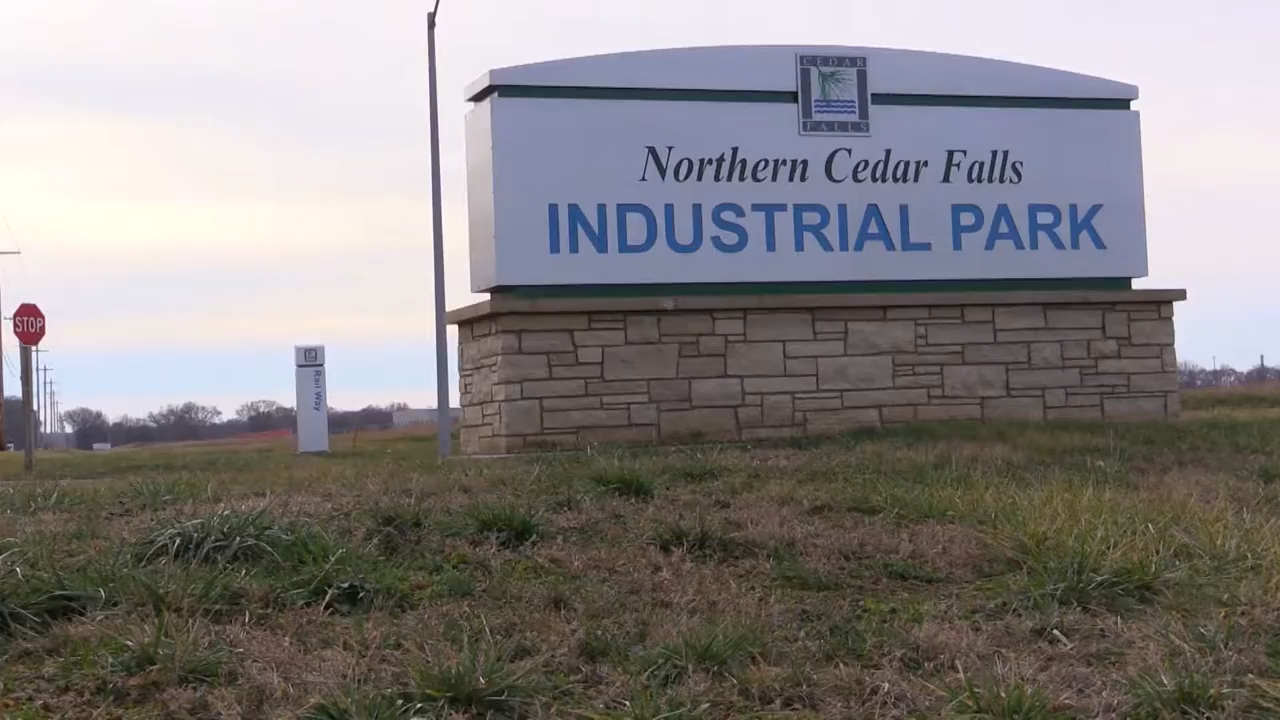 CEDAR
FALLS
Northern Cedar Falls
INDUSTRIAL PARK
STOP
Rail Way